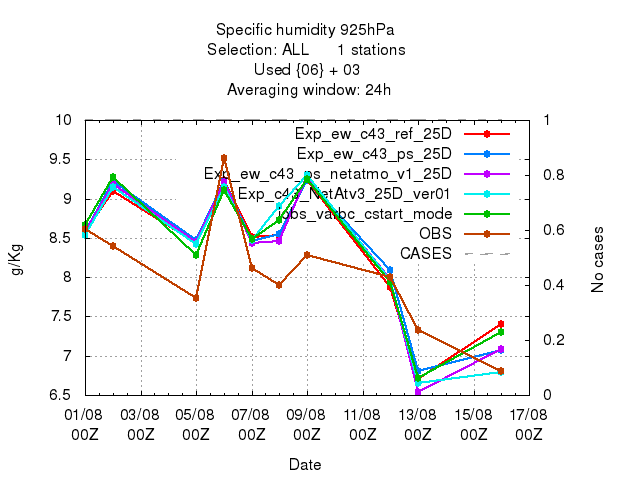 Specific humidity 925hPa
Selection: ALL 1 stations
Used {06} + 03
Averaging window: 24h
g/Kg
10
9.5
9
8.5
8
7.5
7
6.5
Exp_ew_c43_ref_25D
Exp_ew_c43_ps_25D
Exp_ew_c43_ps_netatmo_v1_25D
Exp_c43_NetAtv3_25D_ver01
OBS
CASES
1
0.8
0.6
0.4
0.2
0
No cases
01/08 03/08 05/08 07/08 09/08 11/08 13/08 15/08 17/08
00Z 00Z 00Z 00Z 00Z 00Z 00Z 00Z 00Z
Date